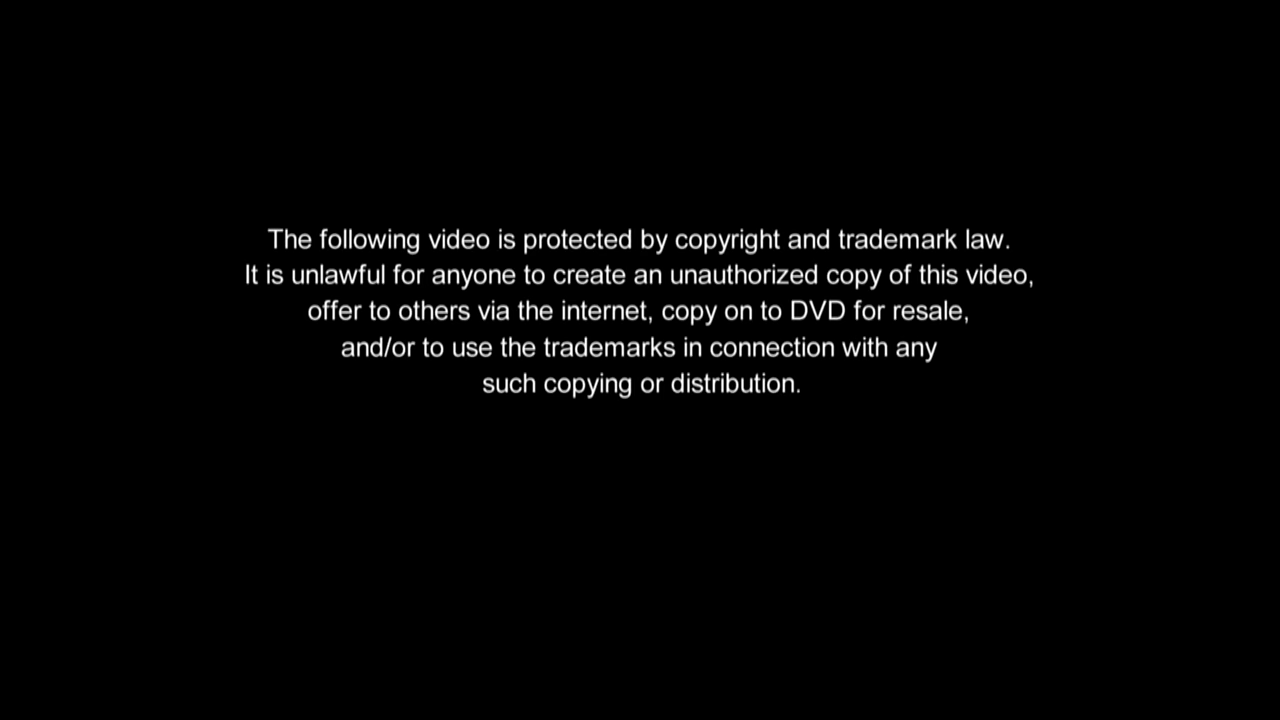 The following video is protected by copyright and trademark law.
It is unlawful for anyone to create an unauthorized copy of this video,
offer to others via the internet, copy on to DVD for resale,
and/or to use the trademarks in connection with any
such copying or distribution.